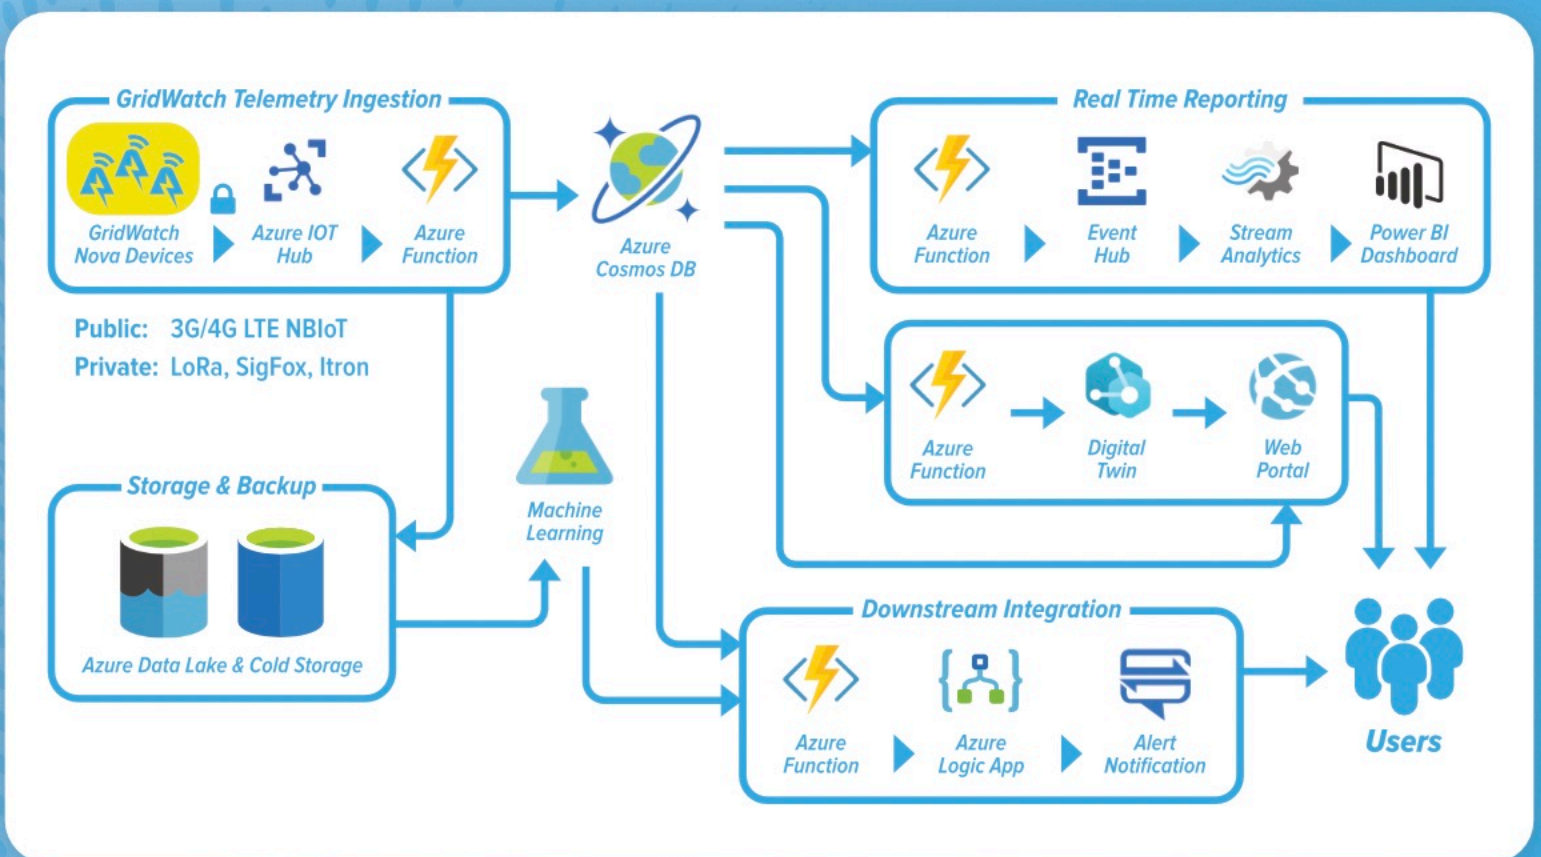 GridWatch Telemetry Ingestion
GridWatch
Nova Devices
Azure IOT
Hub
Azure
Function
Public: 3G/4G LTE NBIoT
Private: LoRa, SigFox, Itron
Azure
Cosmos DB
Real Time Reporting
Azure
Function
Event
Hub
Stream
Analytics
Power BI
Dashboard
Azure
Function
Digital
Twin
Web
Portal
Storage & Backup
Azure Data Lake & Cold Storage
Machine
Learning
Downstream Integration
Azure
Function
Azure
Logic App
Alert
Notification
Users